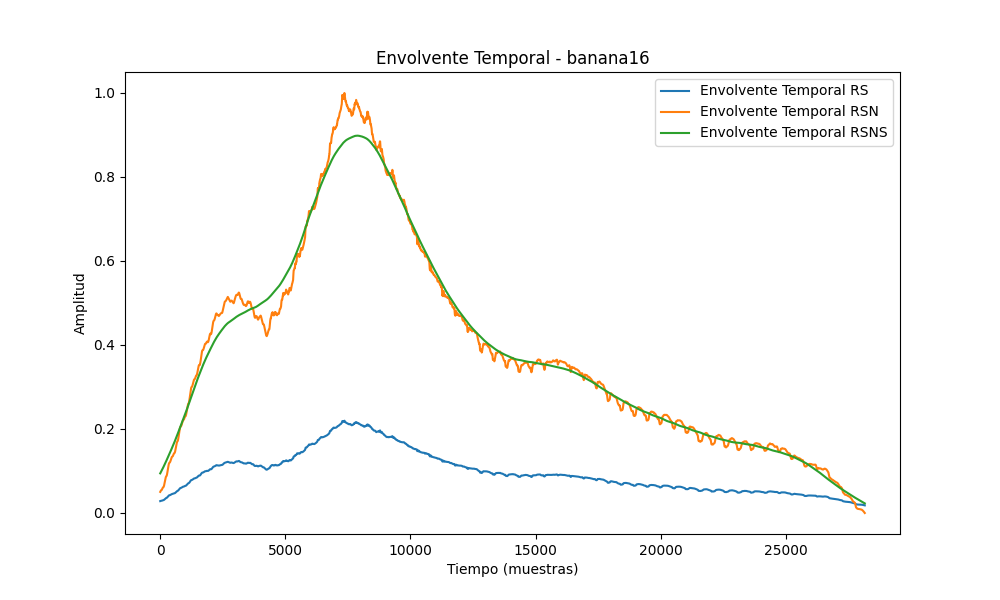 Envolvente Temporal - banana16
Envolvente Temporal RS
Envolvente Temporal RSN
Envolvente Temporal RSNS
Amplitud
1.0
0.8
0.6
0.4
0.2
0.0
0 5000 10000 15000 20000 25000
Tiempo (muestras)